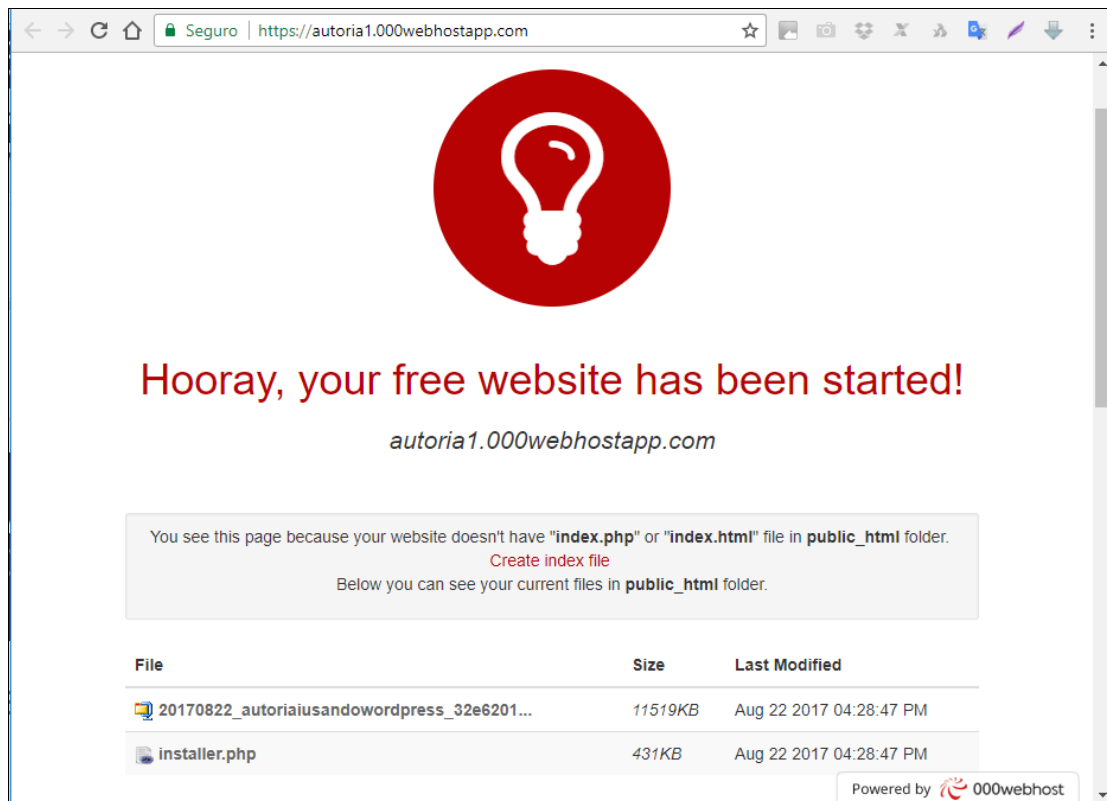 Seguro | https://autoria1.000webhostapp.com
Hooray, your free website has been started!
autoria1.000webhostapp.com
You see this page because your website doesn't have "index.php" or "index.html" file in public_html folder.
Create index file
Below you can see your current files in public_html folder.
File Size Last Modified
20170822_autoriaiusandowordpress_32e6201... 11519KB Aug 22 2017 04:28:47 PM
installer.php 431KB Aug 22 2017 04:28:47 PM
Powered by 000webhost